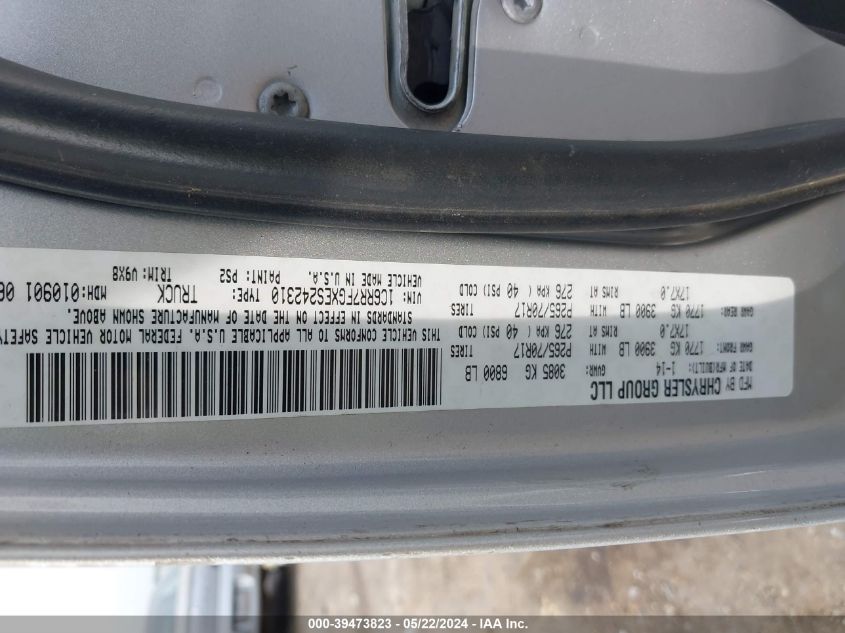 MFD BY CHRYSLER GROUP LLC
DATE OF MFR(BUILT): 1-14 GVWR: 3085 KG 6800 LB
GAWR FRONT: 1770 KG 3900 LB WITH P265/70R17 TIRES
17X7.0 RIMS AT 276 KPA ( 40 PSI) COLD
GAWR REAR: 1770 KG 3900 LB WITH P265/70R17 TIRES
17X7.0 RIMS AT 276 KPA ( 40 PSI) COLD
THIS VEHICLE CONFORMS TO ALL APPLICABLE U.S.A. FEDERAL MOTOR VEHICLE SAFETY
STANDARDS IN EFFECT ON THE DATE OF MANUFACTURE SHOWN ABOVE.
VIN: 1C6RR7FGXES242310 TYPE: TRUCK MDH:010901 06
VEHICLE MADE IN U.S.A. PAINT: PS2 TRIM: V9X8
000-39473823 - 05/22/2024 - IAA Inc.